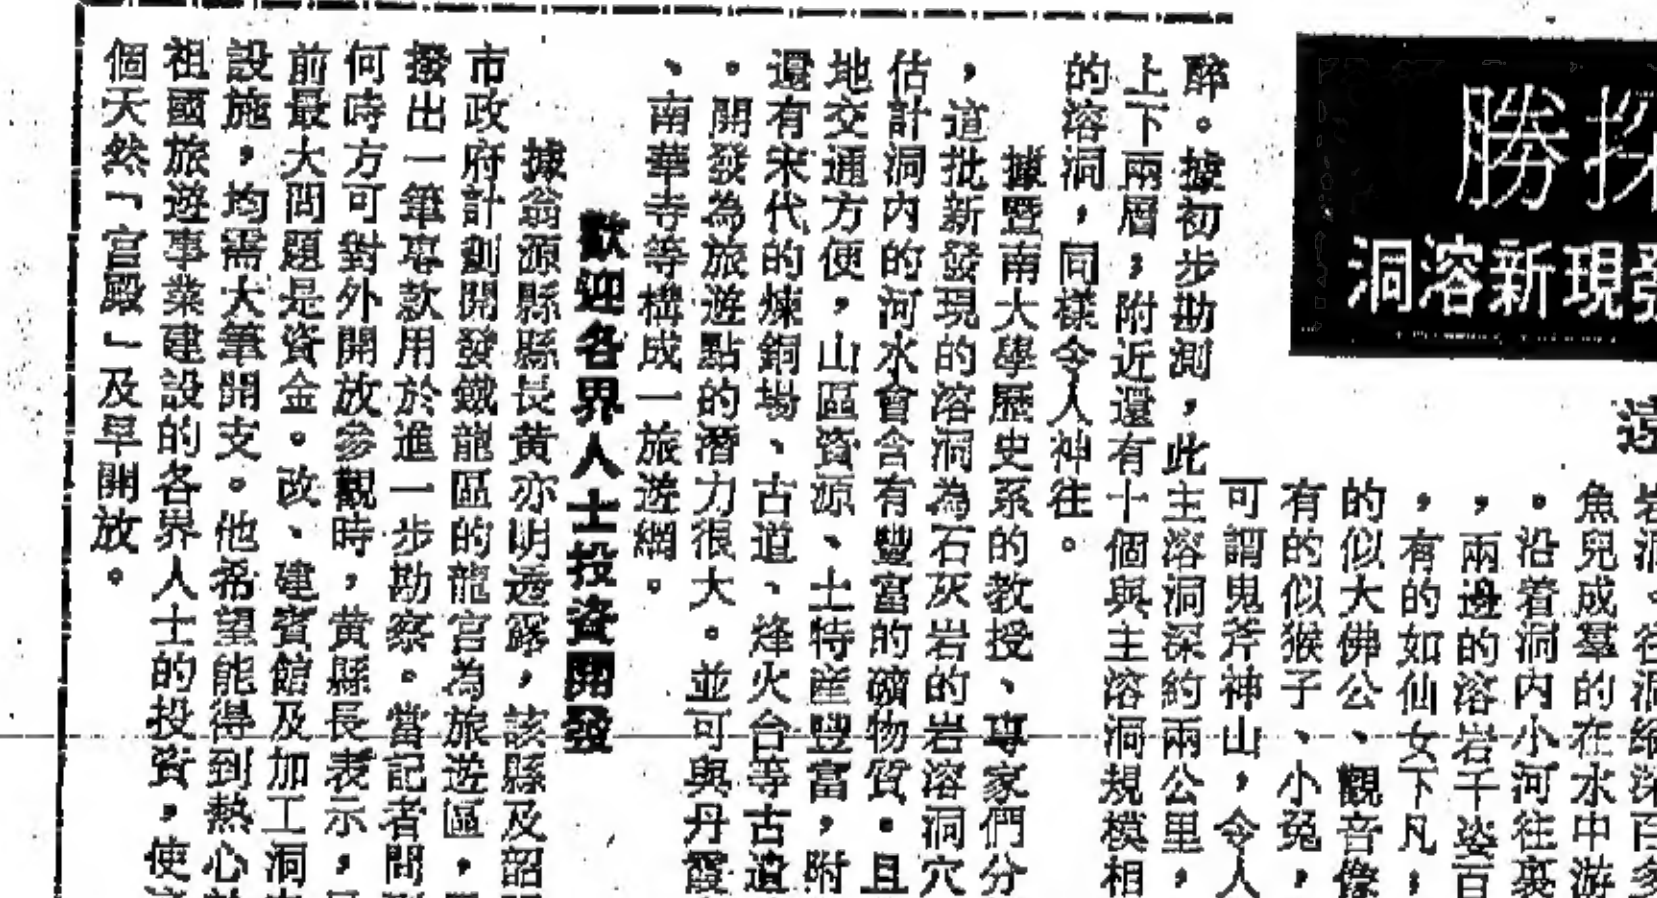 勝探
洞溶新現發
岩洞
魚兒成羣的在水中游
。沿着洞內小河往裏
，兩邊的溶岩千姿百
，有的如仙女下凡，
的似大佛公、觀音像
有的似猴子、小兔，
可謂鬼斧神山，令人
醉。據初步勘測，此主溶洞深約兩公里，
上下兩層，附近還有十個與主溶洞規模相
的溶洞，同樣令人神往。
據暨南大學歷史系的教授、專家們分
，道批新發現的溶洞為石灰岩的岩溶洞穴
估計洞內的河水會含有豐富的礦物質。且
地交通方便，山區資源、土特産豐富，附
還有宋代的煉銅場、古道、烽火台等古遺
。開發為旅遊點的潛力很大。並可與丹霞
、南華寺等構成一旅遊網。
歡迎各界人士投資開發
據翁源縣縣長黃亦明透露，該縣及韶
市政府計劃開發鐵龍區的龍宮為旅遊區，
撥出一筆專款用於進一步勘察。當記者問
何時方可對外開放參觀時，黃縣長表示，
前最大問題是資金。改、建賓館及加工洞
設施，均需大筆開支。他希望能得到熱心
祖國旅遊事業建設的各界人士的投資，使
個天然「宮殿」及早開放。